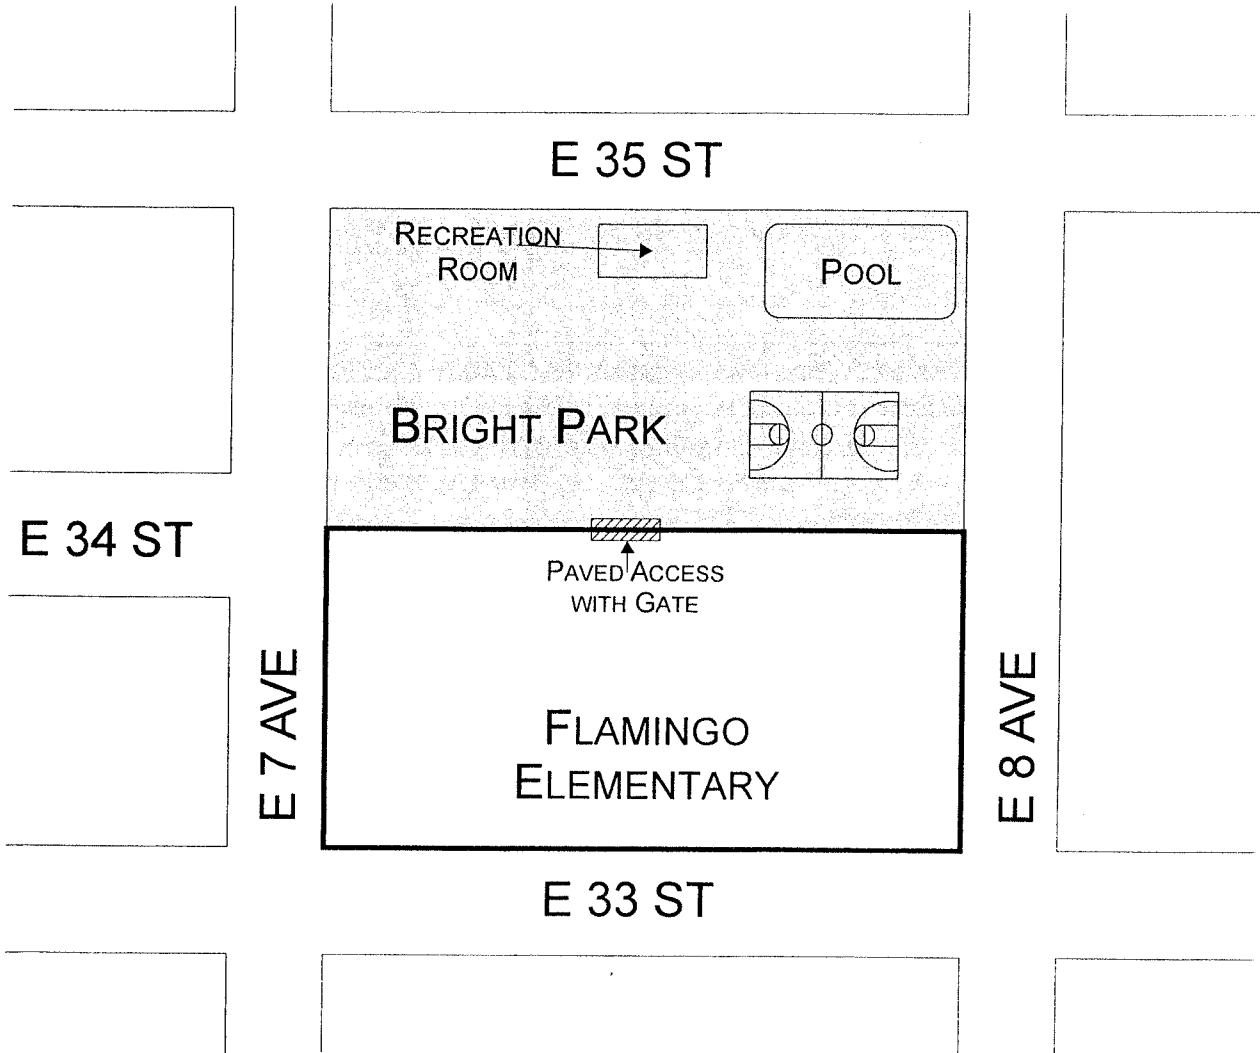 E 35 ST
RECREATION
ROOM
POOL
BRIGHT PARK
E 34 ST
PAVED ACCESS
WITH GATE
E 7 AVE
FLAMINGO
ELEMENTARY
E 8 AVE
E 33 ST